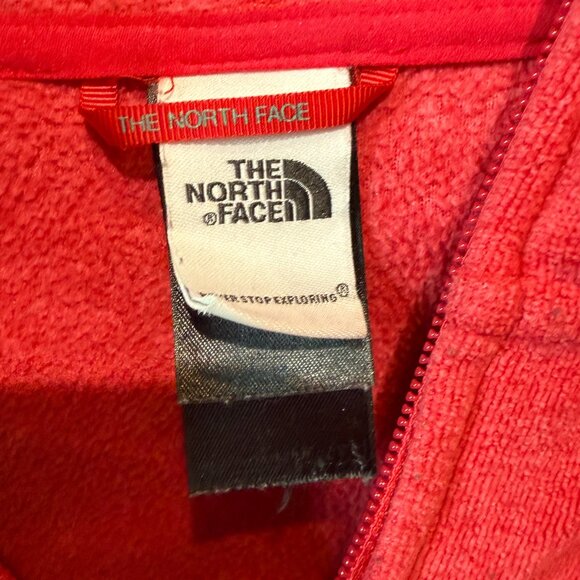 THE NORTH FACE
THE
NORTH
®FACE
STOP EXPLORING®